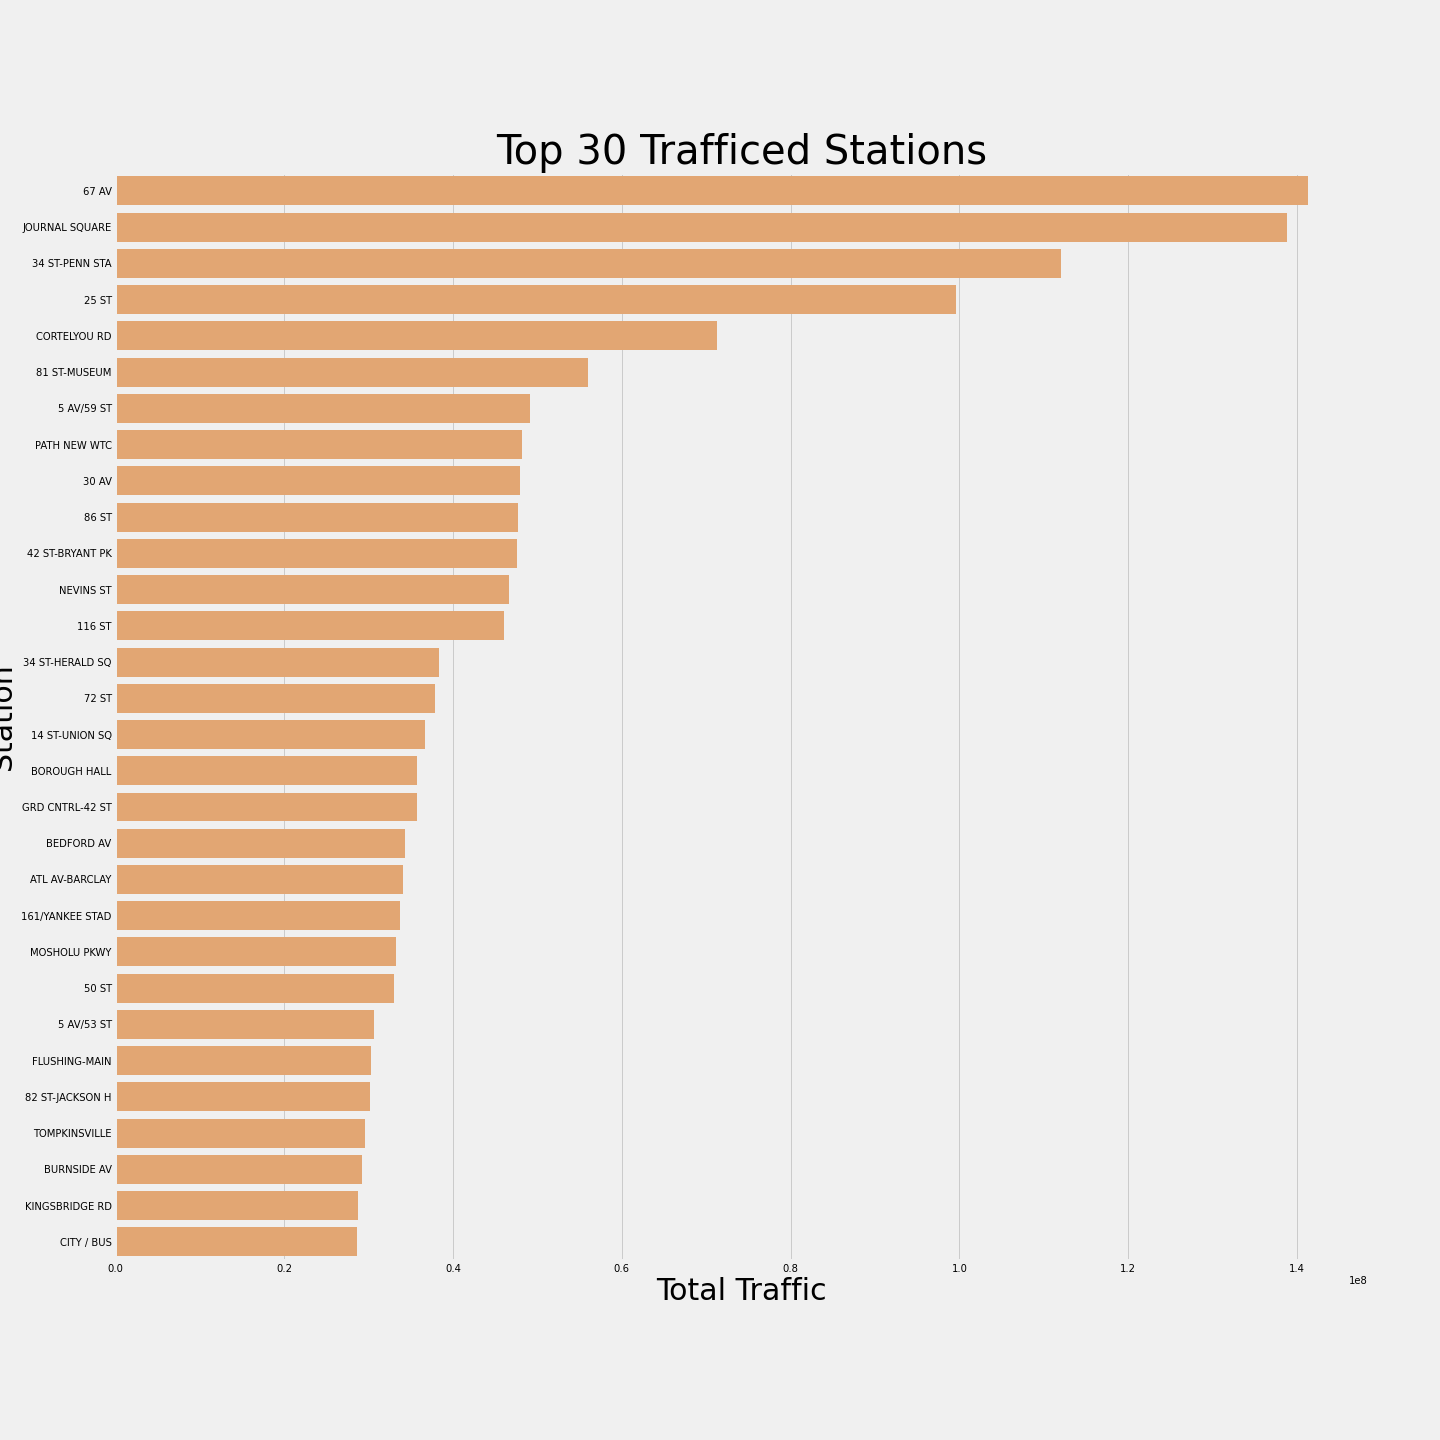 Top 30 Trafficed Stations
67 AV
JOURNAL SQUARE
34 ST-PENN STA
25 ST
CORTELYOU RD
81 ST-MUSEUM
5 AV/59 ST
PATH NEW WTC
30 AV
86 ST
42 ST-BRYANT PK
NEVINS ST
116 ST
34 ST-HERALD SQ
72 ST
14 ST-UNION SQ
BOROUGH HALL
GRD CNTRL-42 ST
BEDFORD AV
ATL AV-BARCLAY
161/YANKEE STAD
MOSHOLU PKWY
50 ST
5 AV/53 ST
FLUSHING-MAIN
82 ST-JACKSON H
TOMPKINSVILLE
BURNSIDE AV
KINGSBRIDGE RD
CITY / BUS
Station
0.0 0.2 0.4 0.6 0.8 1.0 1.2 1.4
1e8
Total Traffic